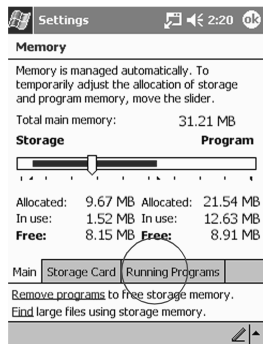 Settings 2:20 ok
Memory
Memory is managed automatically. To
temporarily adjust the allocation of storage
and program memory, move the slider.
Total main memory: 31.21 MB
Storage Program
Allocated: 9.67 MB Allocated: 21.54 MB
In use: 1.52 MB In use: 12.63 MB
Free: 8.15 MB Free: 8.91 MB
Main Storage Card Running Programs
Remove programs to free storage memory.
Find large files using storage memory.